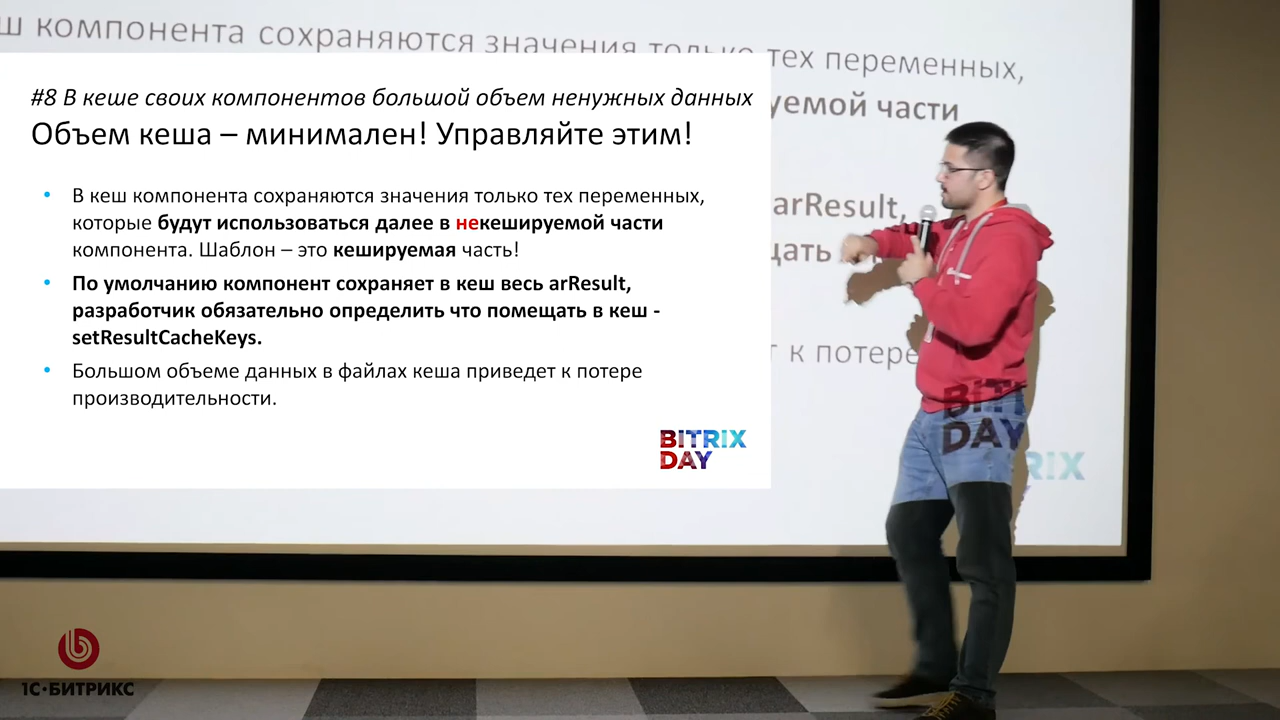 ш компонента сохраняются значения только тех переменных,
#8 В кеше своих компонентов большой объем ненужных данных
Объем кеша – минимален! Управляйте этим!
• В кеш компонента сохраняются значения только тех переменных,
которые будут использоваться далее в некешируемой части
компонента. Шаблон – это кешируемая часть!
• По умолчанию компонент сохраняет в кеш весь arResult,
разработчик обязательно определить что помещать в кеш -
setResultCacheKeys.
• Большом объеме данных в файлах кеша приведет к потере
производительности.
BITRIX
DAY
уемой части
arResult,
щать
т к потере
BITRIX
DAY
1С·БИТРИКС